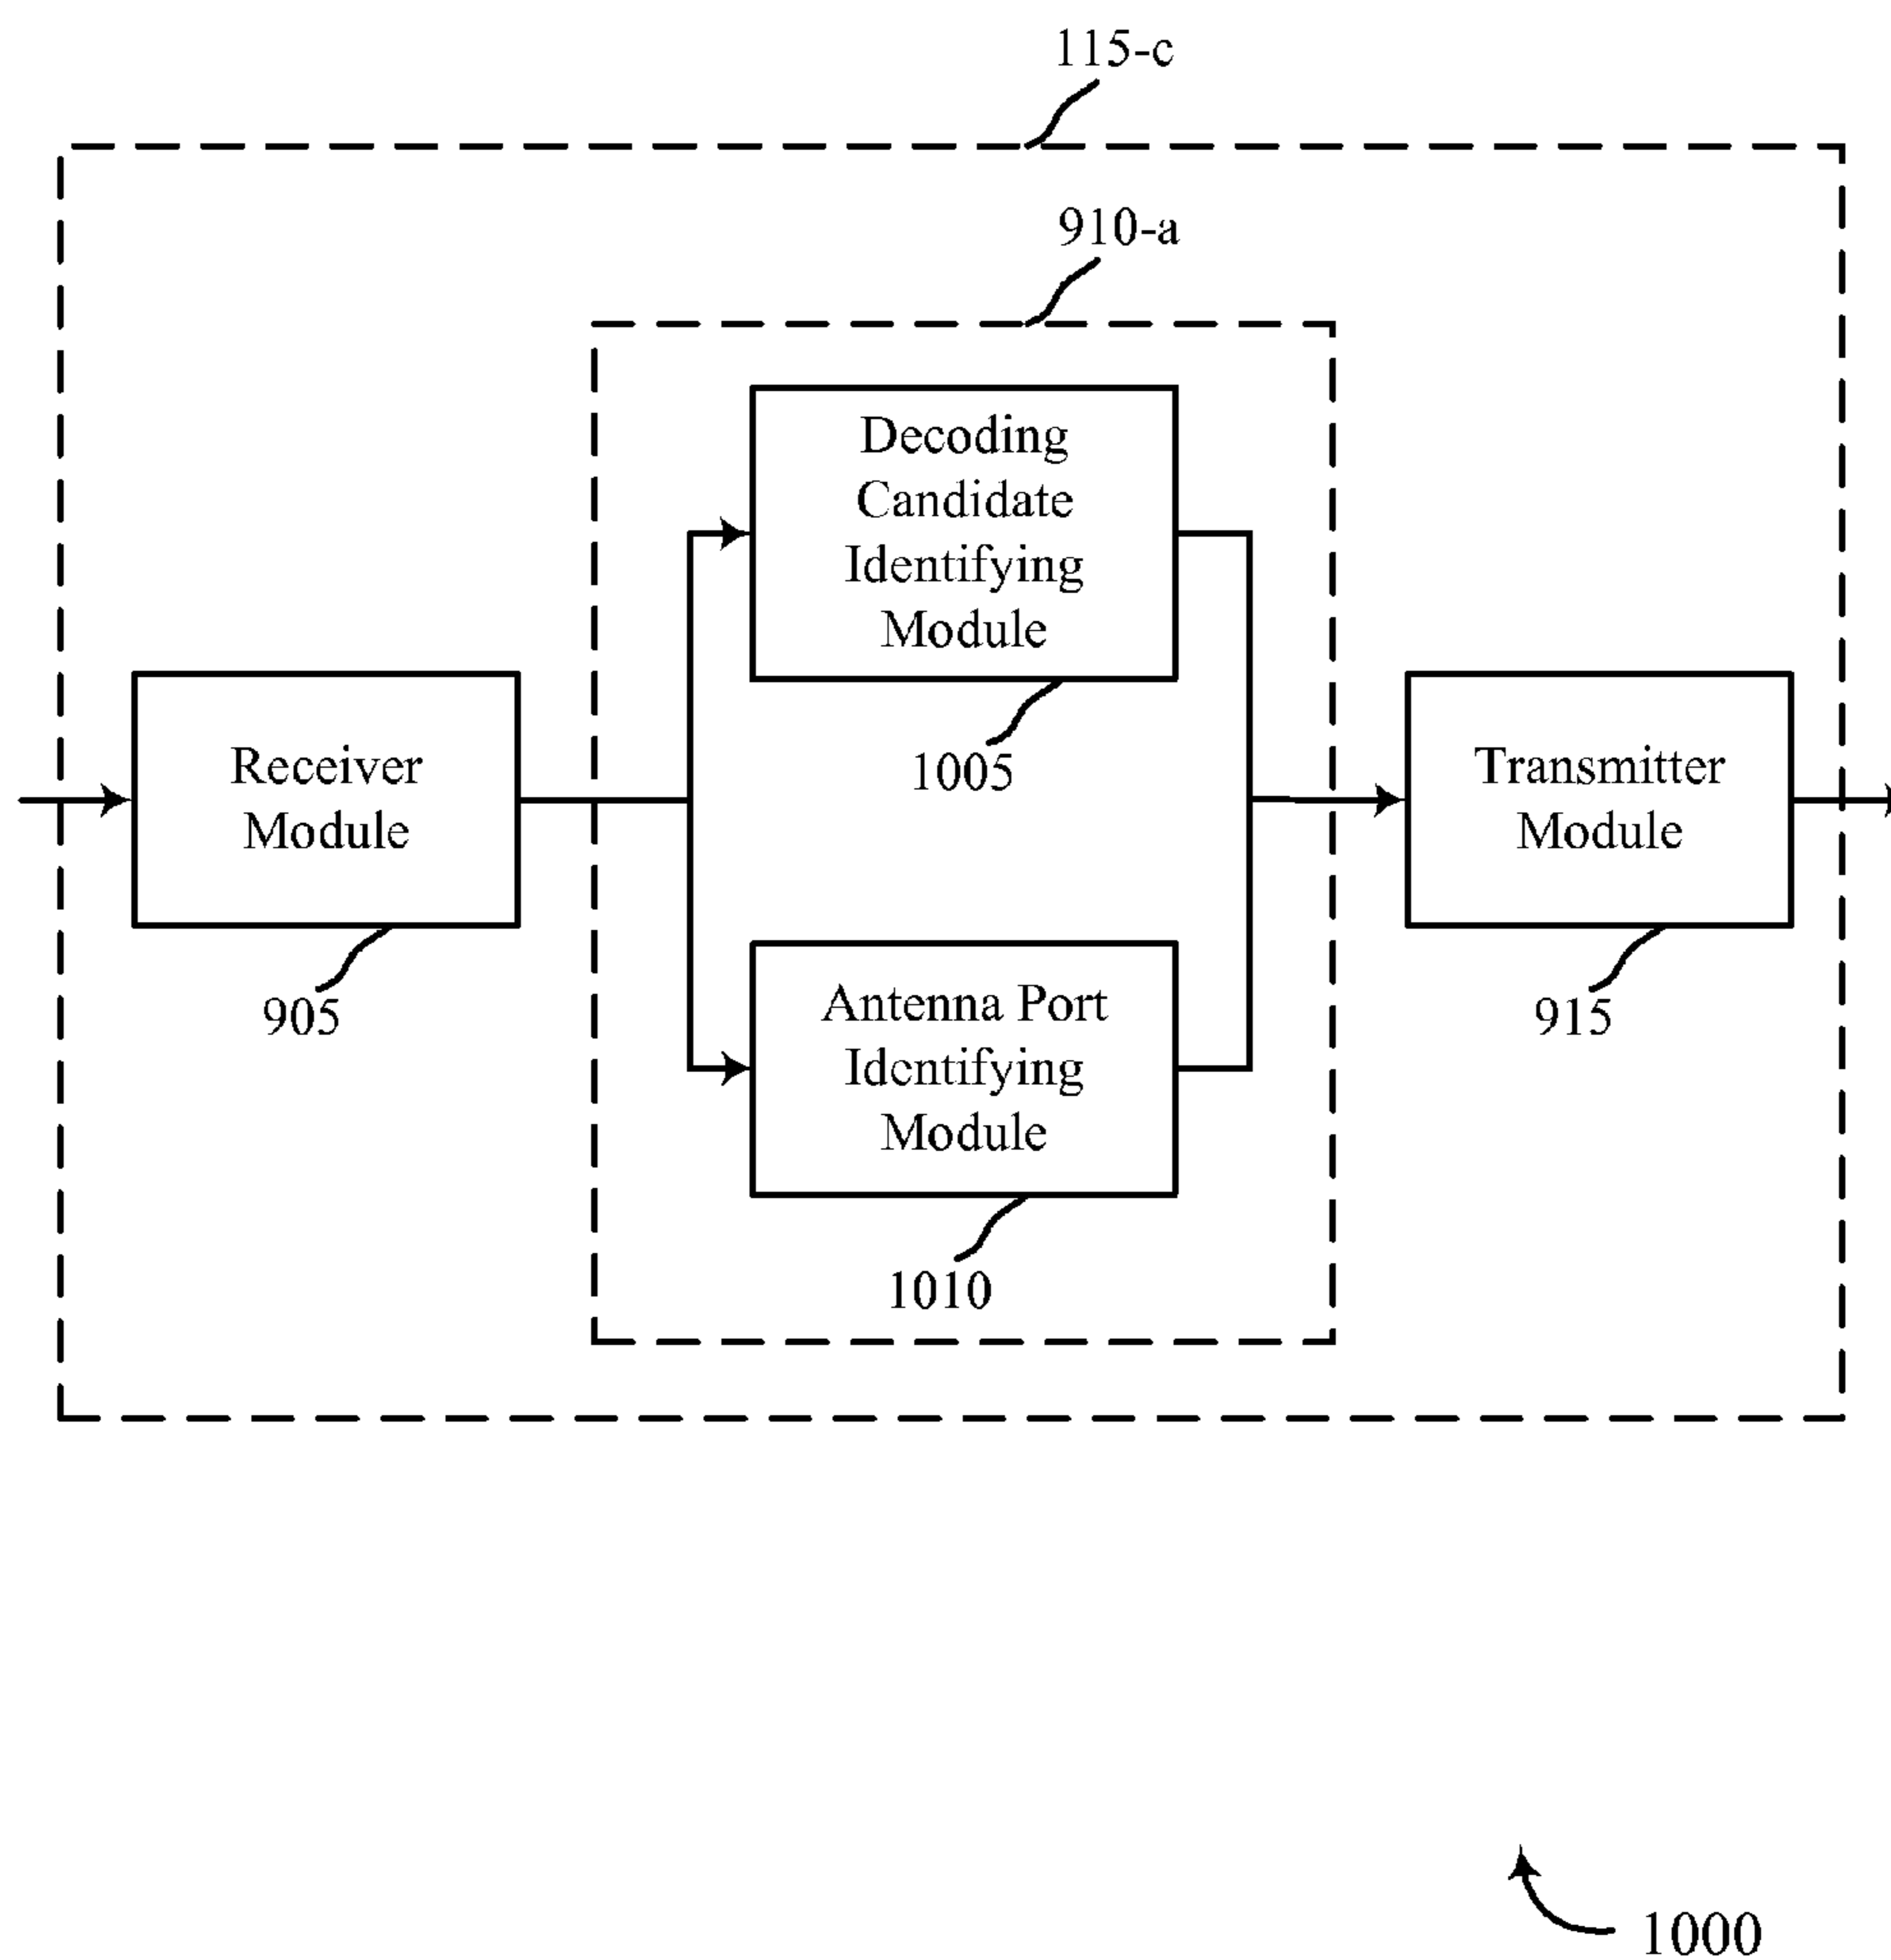 115-c
910-a
Decoding
Candidate
Identifying
Module
1005
Receiver
Module
905
Transmitter
Module
915
Antenna Port
Identifying
Module
1010
1000